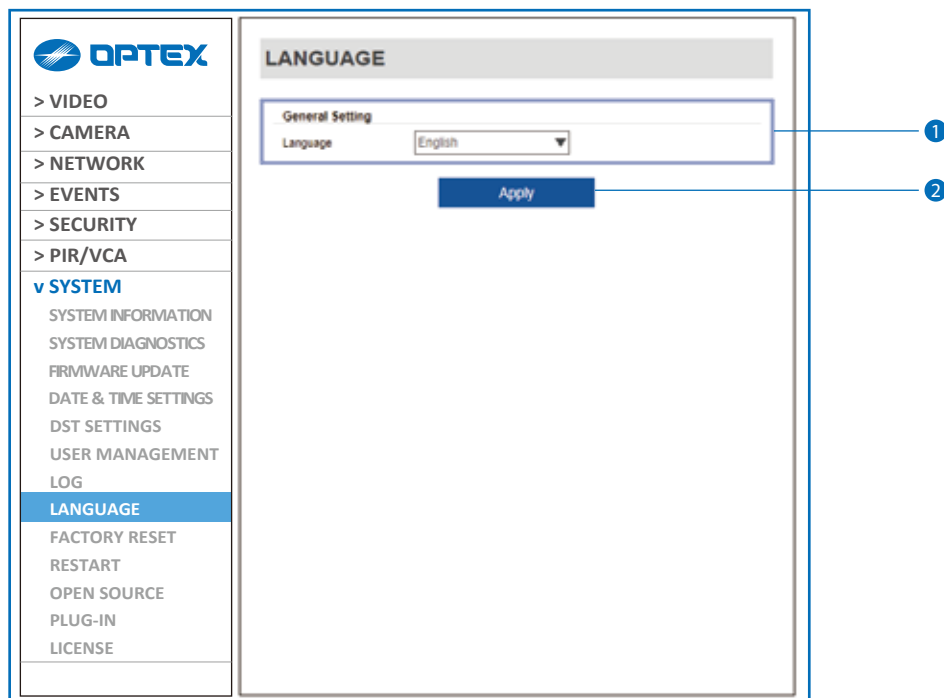 OPTEX
> VIDEO
> CAMERA
> NETWORK
> EVENTS
> SECURITY
> PIR/VCA
v SYSTEM
SYSTEM INFORMATION
SYSTEM DIAGNOSTICS
FIRMWARE UPDATE
DATE & TIME SETTINGS
DST SETTINGS
USER MANAGEMENT
LOG
LANGUAGE
FACTORY RESET
RESTART
OPEN SOURCE
PLUG-IN
LICENSE
LANGUAGE
General Setting
Language English
Apply
1
2